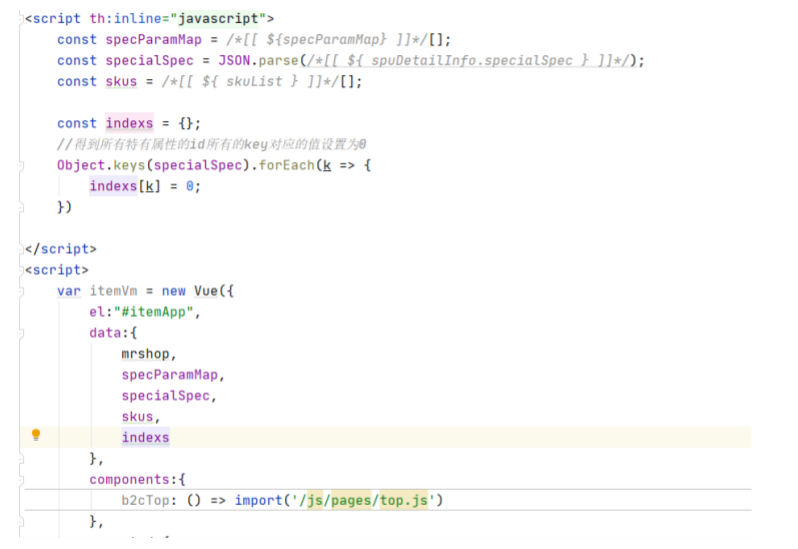 <script th:inline="javascript">
const specParamMap = /*[[ ${specParamMap} ]]*/[];
const specialSpec = JSON.parse(/*[[ ${ spuDetailInfo.specialSpec } ]]*/);
const skus = /*[[ ${ skuList } ]]*/[];
const indexs = {};
//得到所有特有属性的id所有的key对应的值设置为0
Object.keys(specialSpec).forEach(k => {
indexs[k] = 0;
})
</script>
<script>
var itemVm = new Vue({
el:"#itemApp",
data:{
mrshop,
specParamMap,
specialSpec,
skus,
indexs
},
components:{
b2cTop: () => import('/js/pages/top.js')
},